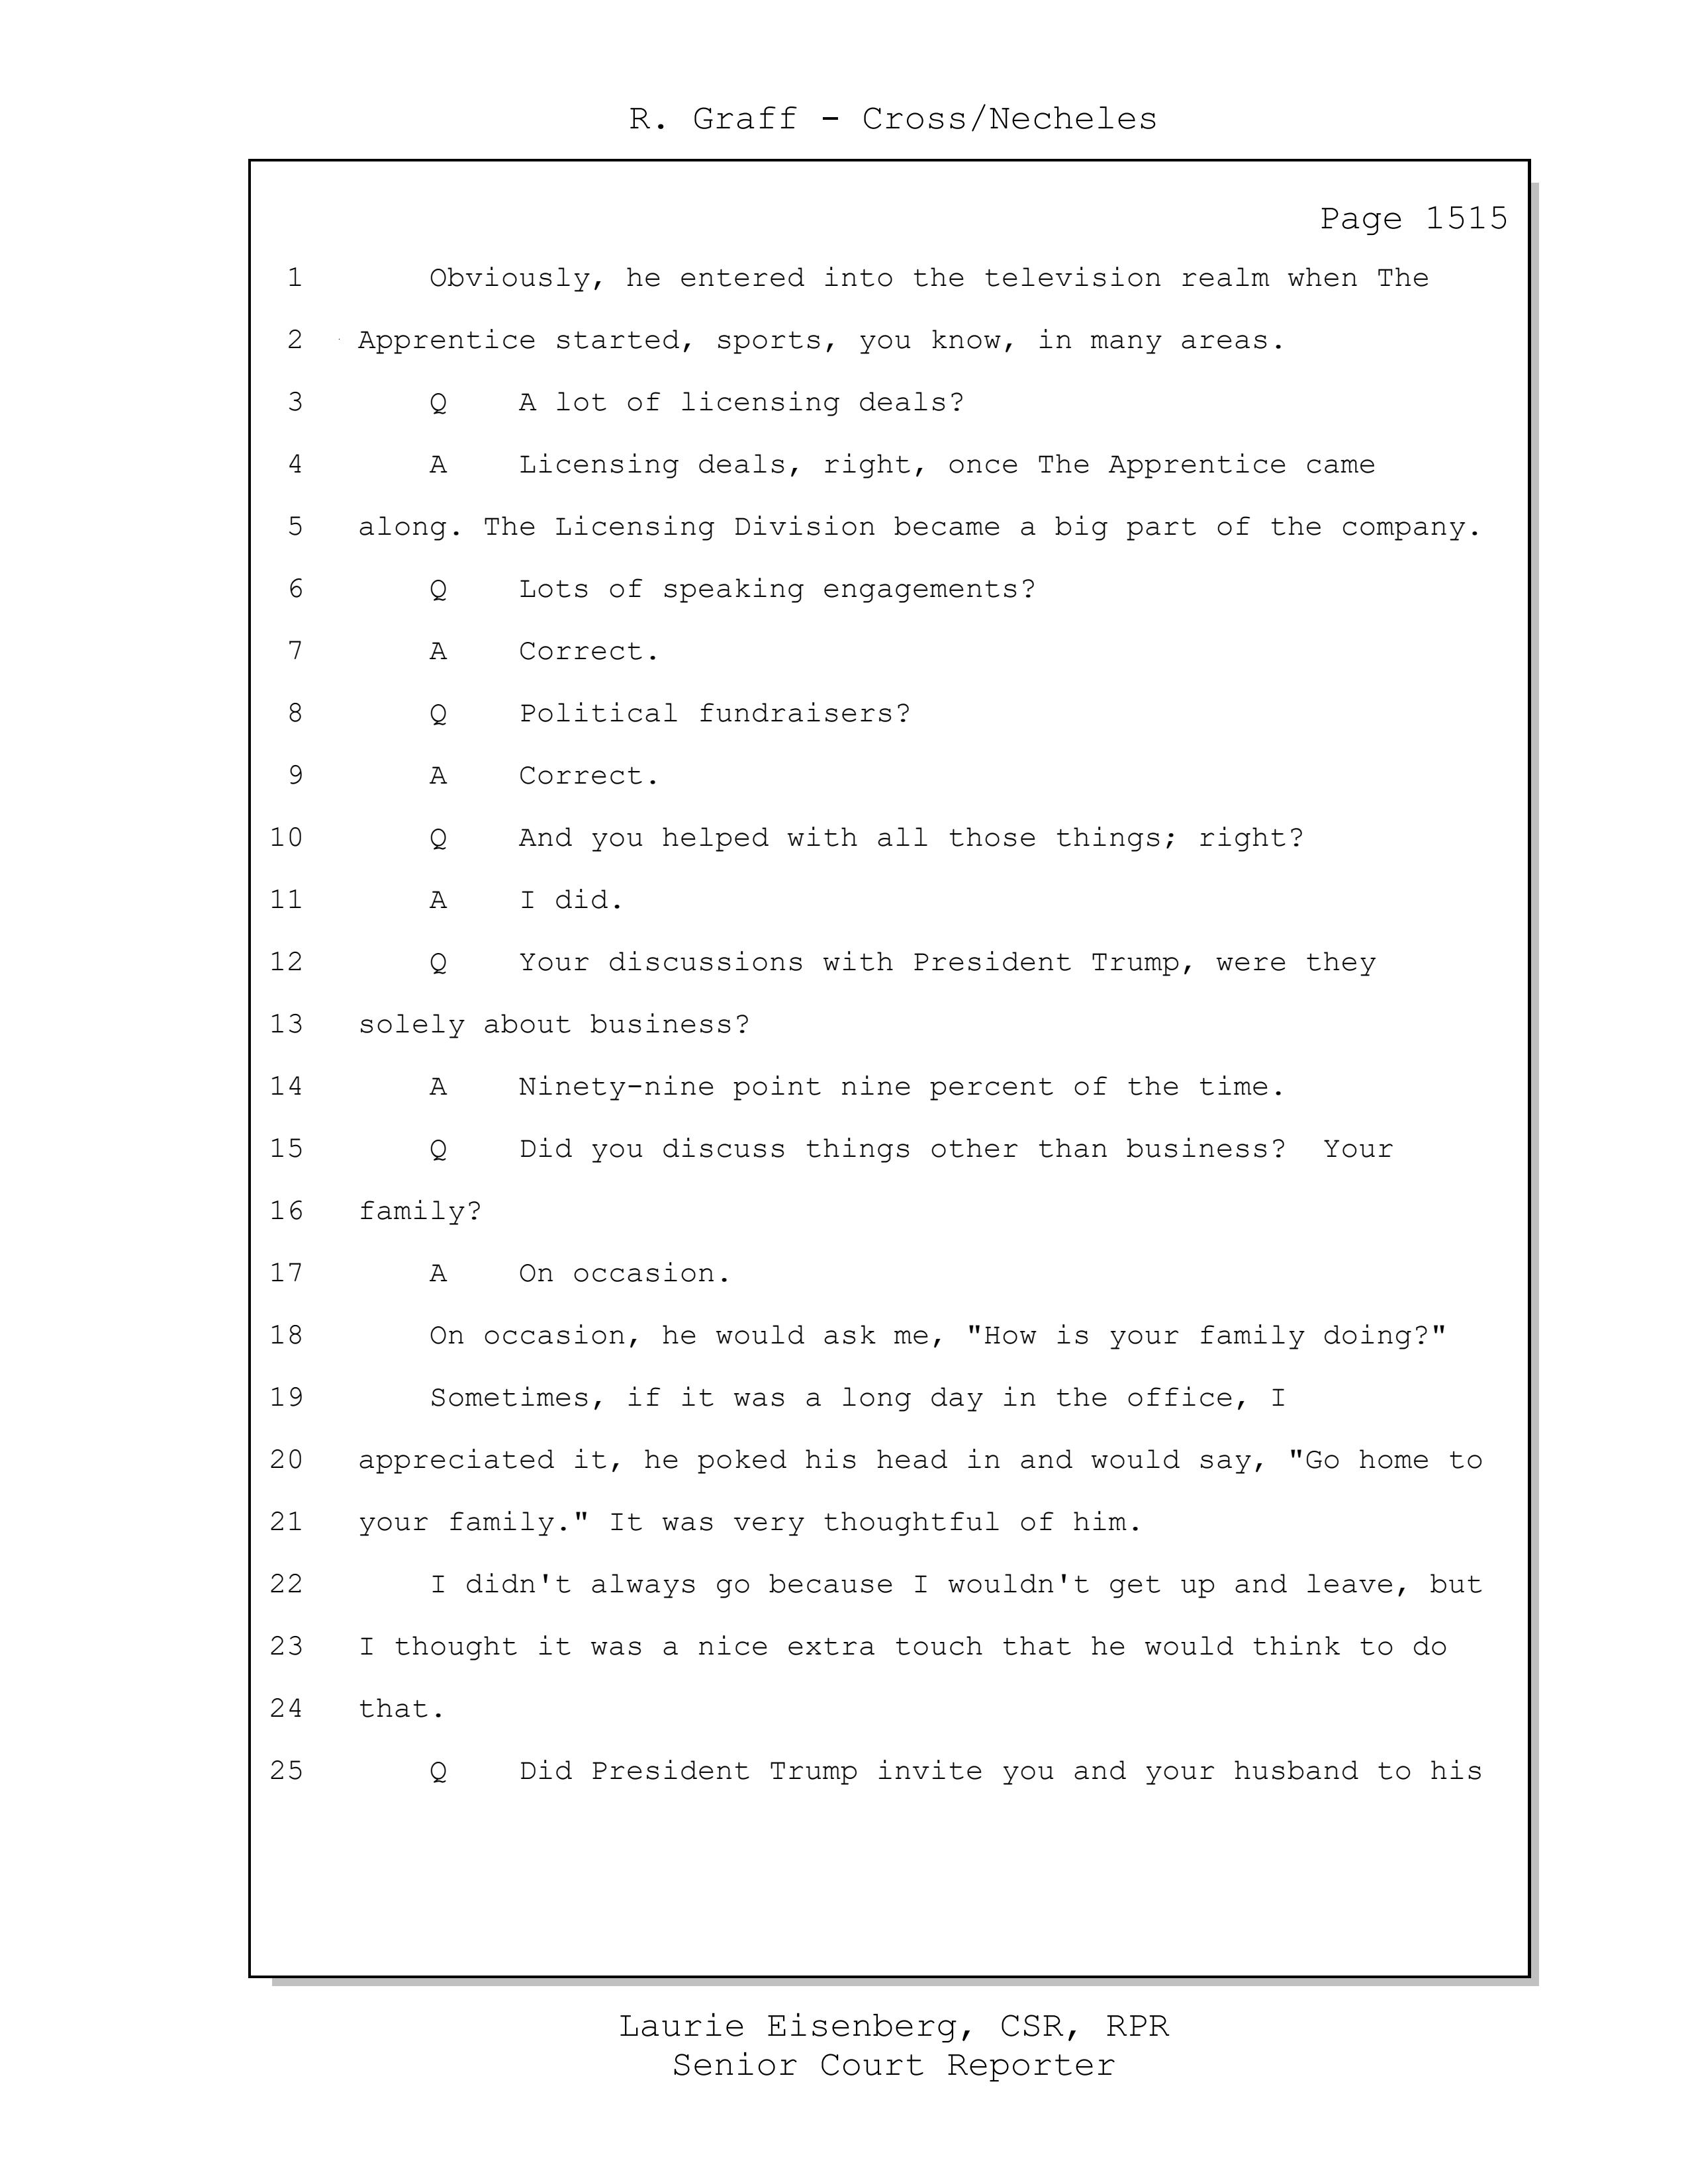 R. Graff - Cross/Necheles
Page 1515
1 Obviously, he entered into the television realm when The
2 Apprentice started, sports, you know, in many areas.
3 Q A lot of licensing deals?
4 A Licensing deals, right, once The Apprentice came
5 along. The Licensing Division became a big part of the company.
6 Q Lots of speaking engagements?
7 A Correct.
8 Q Political fundraisers?
9 A Correct.
10 Q And you helped with all those things; right?
11 A I did.
12 Q Your discussions with President Trump, were they
13 solely about business?
14 A Ninety-nine point nine percent of the time.
15 Q Did you discuss things other than business?  Your
16 family?
17 A On occasion.
18 On occasion, he would ask me, "How is your family doing?"
19 Sometimes, if it was a long day in the office, I
20 appreciated it, he poked his head in and would say, "Go home to
21 your family." It was very thoughtful of him.
22 I didn't always go because I wouldn't get up and leave, but
23 I thought it was a nice extra touch that he would think to do
24 that.
25 Q Did President Trump invite you and your husband to his
Laurie Eisenberg, CSR, RPR
Senior Court Reporter